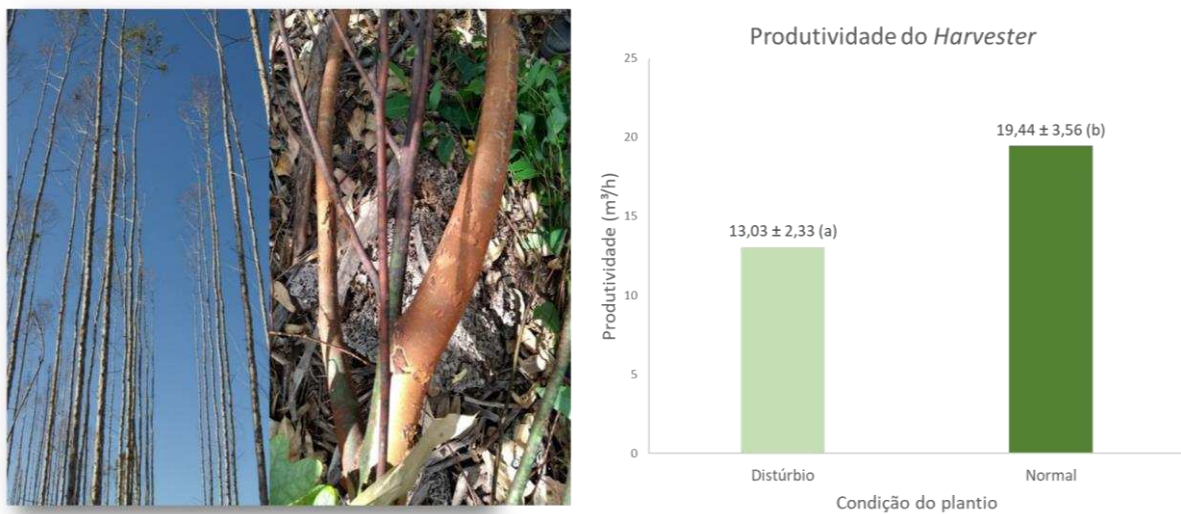 Produtividade do Harvester
25
20
15
10
5
0
Produtividade (m³/h)
13,03 ± 2,33 (a)
19,44 ± 3,56 (b)
Distúrbio
Normal
Condição do plantio